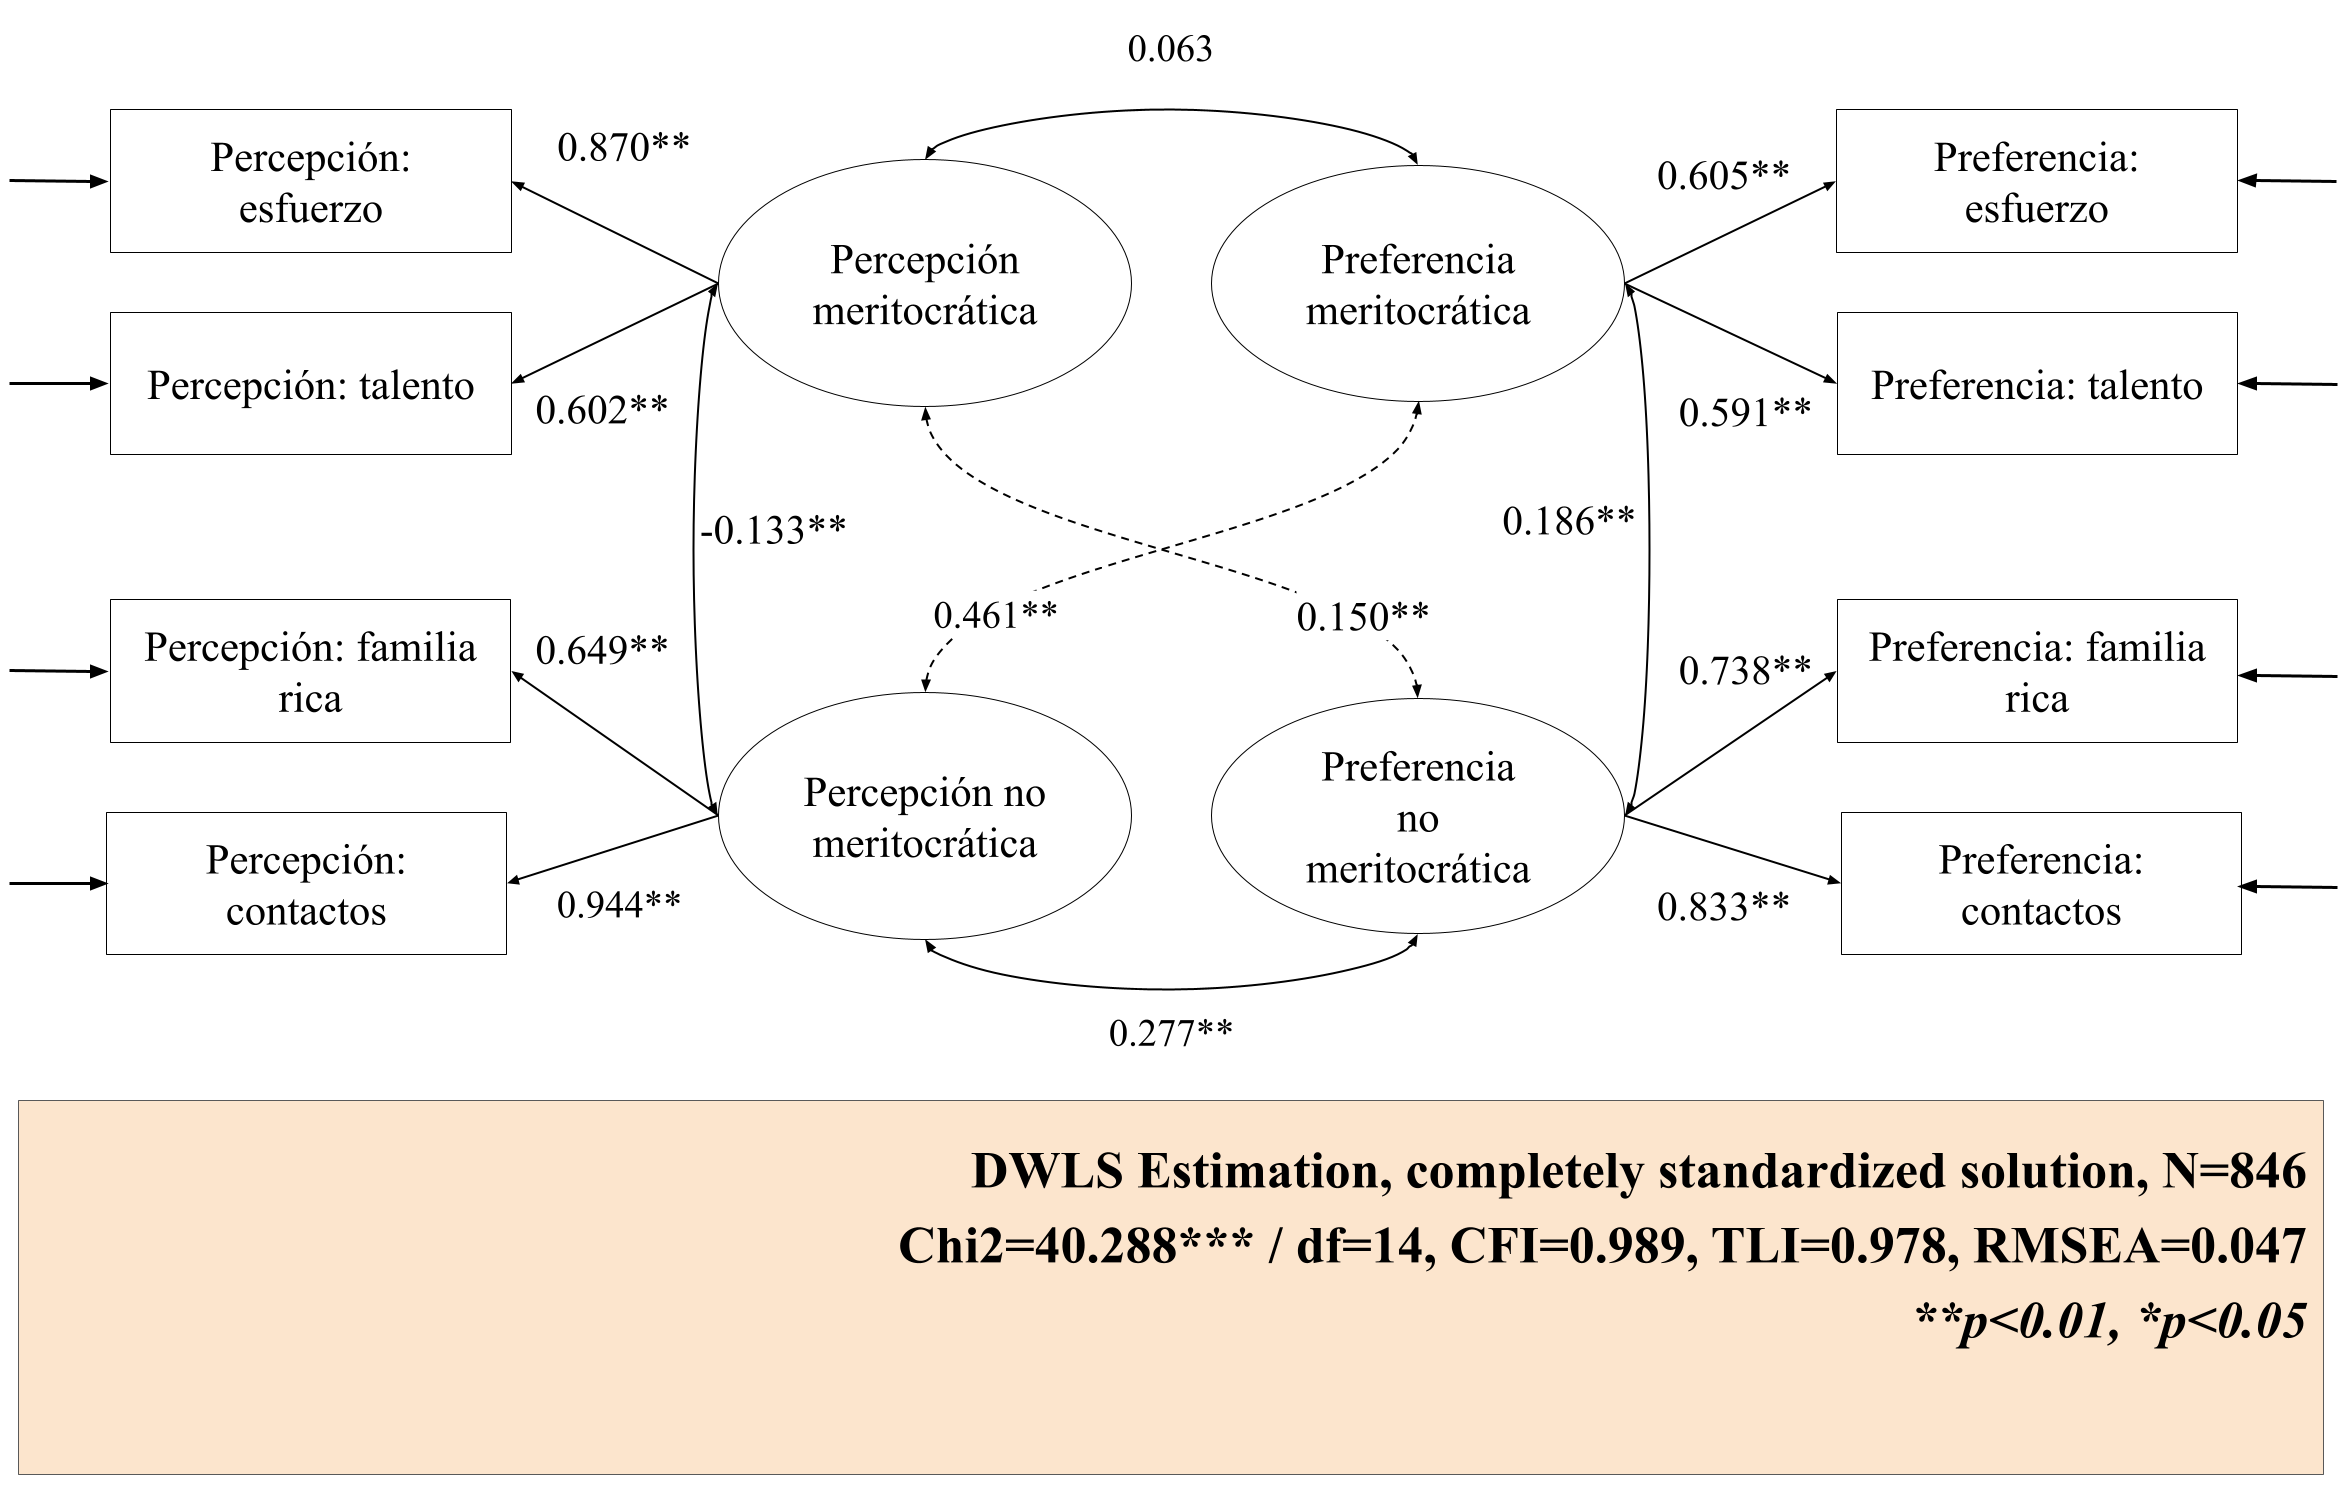 0.063
Percepción:
esfuerzo
0.870**
Percepción
meritocrática
Preferencia
meritocrática
0.605**
Preferencia:
esfuerzo
Percepción: talento
0.602**
0.591**
Preferencia: talento
-0.133**
0.186**
0.461**
0.150**
Percepción: familia
rica
0.649**
0.738**
Preferencia: familia
rica
Percepción no
meritocrática
Preferencia
no
meritocrática
Percepción:
contactos
0.944**
0.833**
Preferencia:
contactos
0.277**
DWLS Estimation, completely standardized solution, N=846
Chi2=40.288*** / df=14, CFI=0.989, TLI=0.978, RMSEA=0.047
**p<0.01, *p<0.05